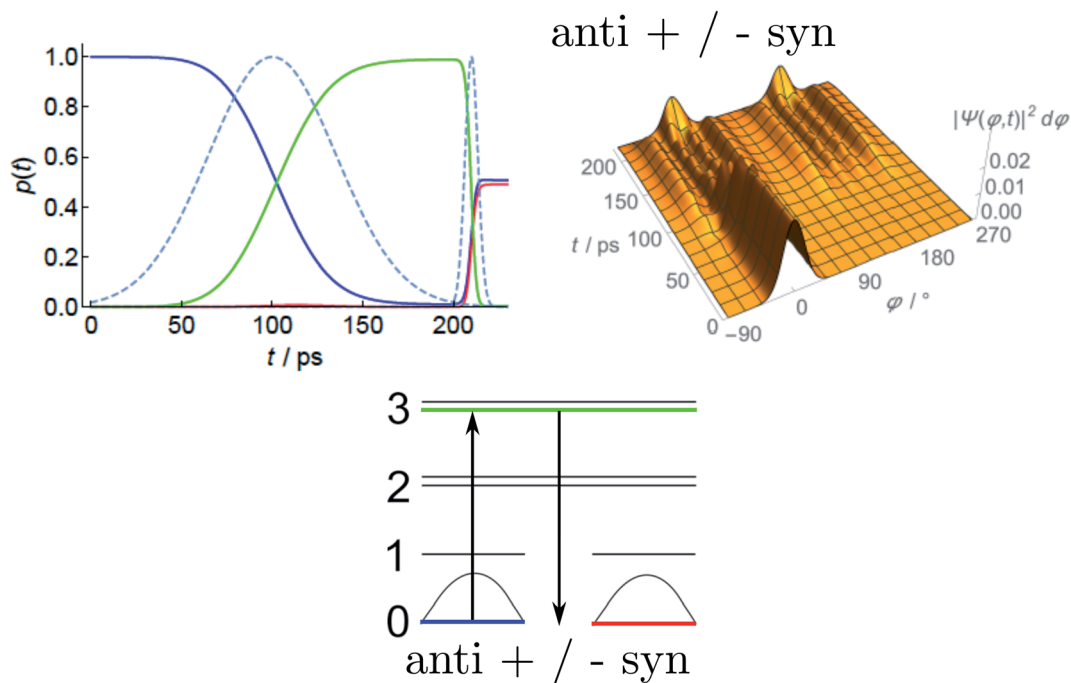 anti + / - syn
1.0
0.8
0.6
0.4
0.2
0.0
p(t)
0 50 100 150 200
t / ps
|Ψ(φ,t)|² dφ
0.02
0.01
0.00
200
150
100
50
0
t / ps
-90
0
90
180
270
φ / °
3
2
1
0
anti + / - syn